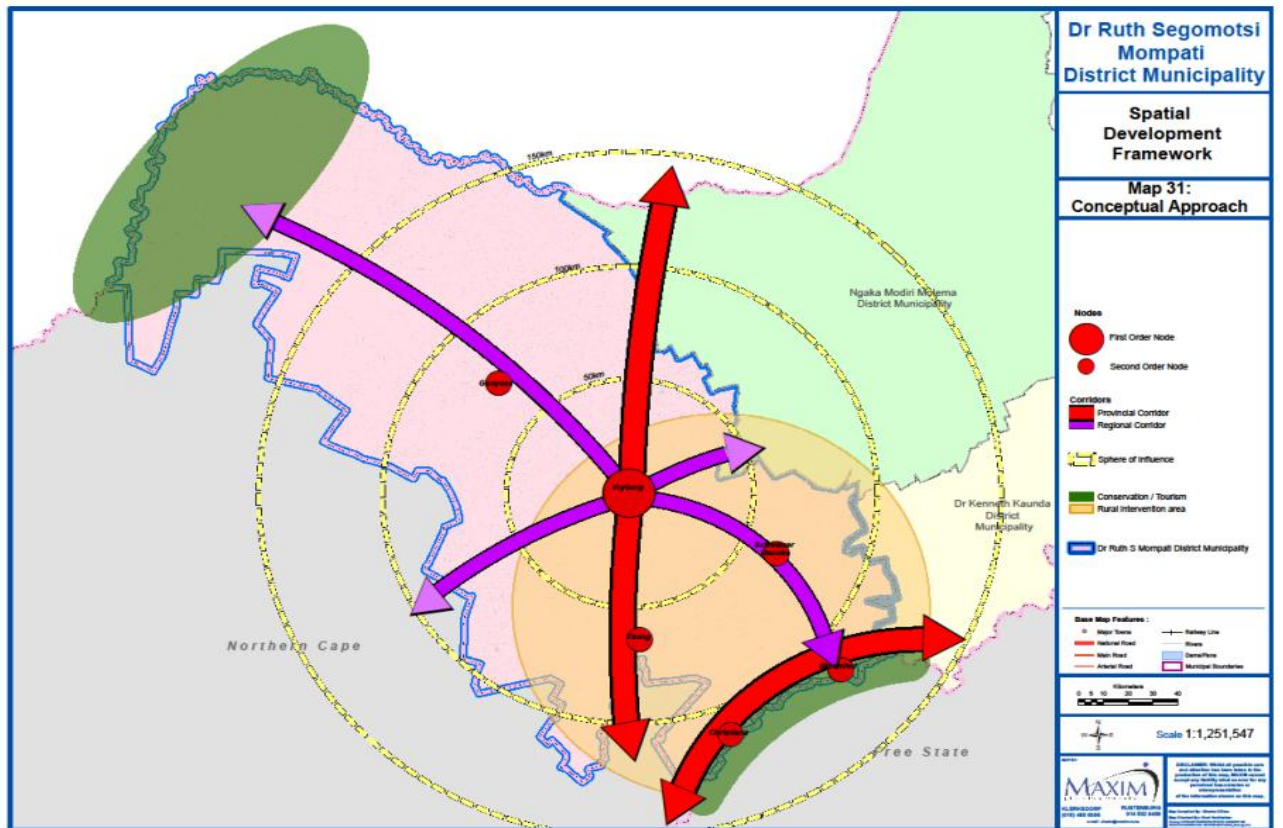 Dr Ruth Segomotsi
Mompati
District Municipality
Spatial
Development
Framework
Map 31:
Conceptual Approach
150km
100km
50km
Ngaka Modiri Molema
District Municipality
Dr Kenneth Kaunda
District
Municipality
Vryburg
Taung
Christiana
Northern Cape
Free State
Nodes
First Order Node
Second Order Node
Corridors
Provincial Corridor
Regional Corridor
Sphere of Influence
Conservation / Tourism
Rural intervention area
Dr Ruth S Mompati District Municipality
Base Map Features :
Major Towns
National Road
Main Road
Arterial Road
Railway Line
Rivers
Dams/Pans
Municipal Boundaries
Kilometers
0 5 10 20 30 40
N
W E
S
Scale 1:1,251,547
MAXIM
KLERKSDORP
RUSTENBURG